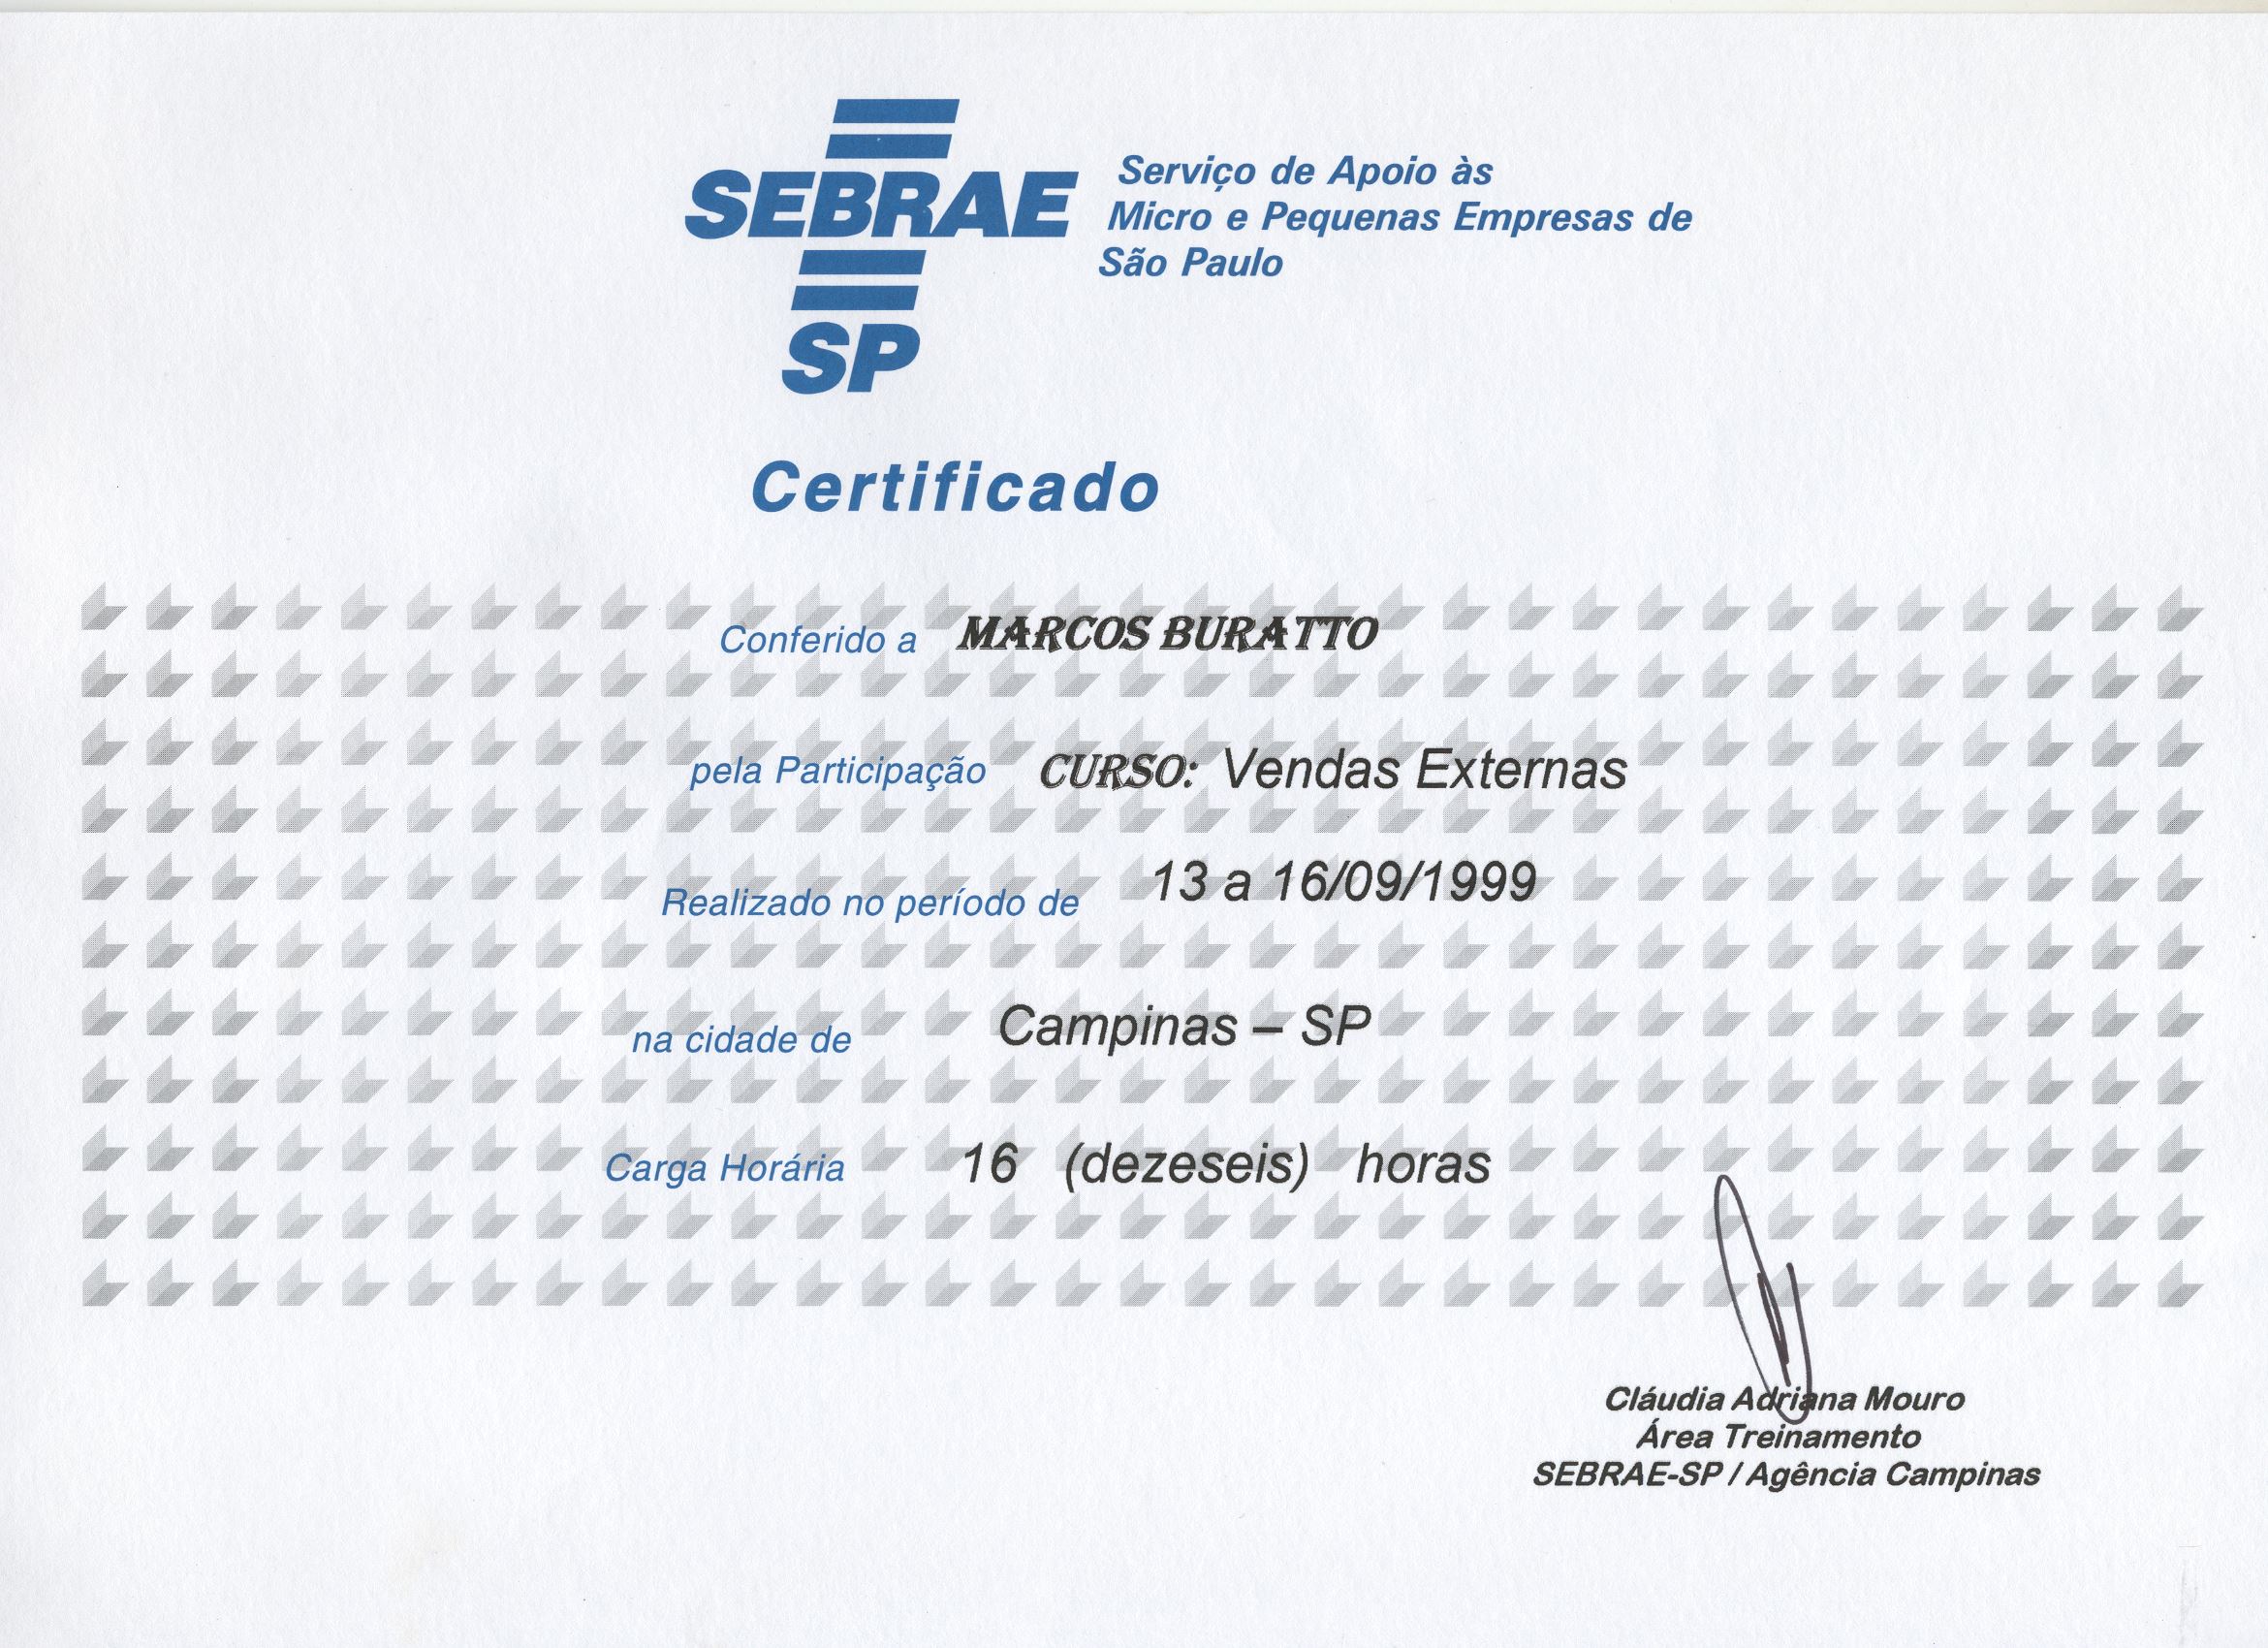 SEBRAE
SP
Serviço de Apoio às
Micro e Pequenas Empresas de
São Paulo
Certificado
Conferido a MARCOS BURATTO
pela Participação CURSO: Vendas Externas
Realizado no período de 13 a 16/09/1999
na cidade de Campinas – SP
Carga Horária 16 (dezeseis) horas
Cláudia Adriana Mouro
Área Treinamento
SEBRAE-SP / Agência Campinas